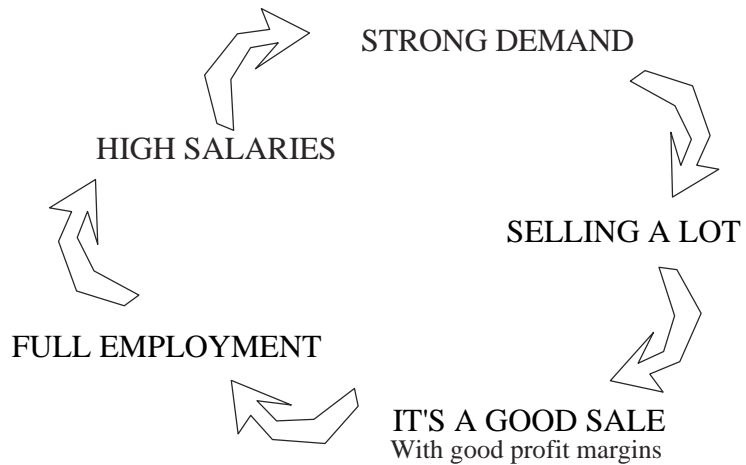 STRONG DEMAND
HIGH SALARIES
SELLING A LOT
FULL EMPLOYMENT
IT'S A GOOD SALE
With good profit margins